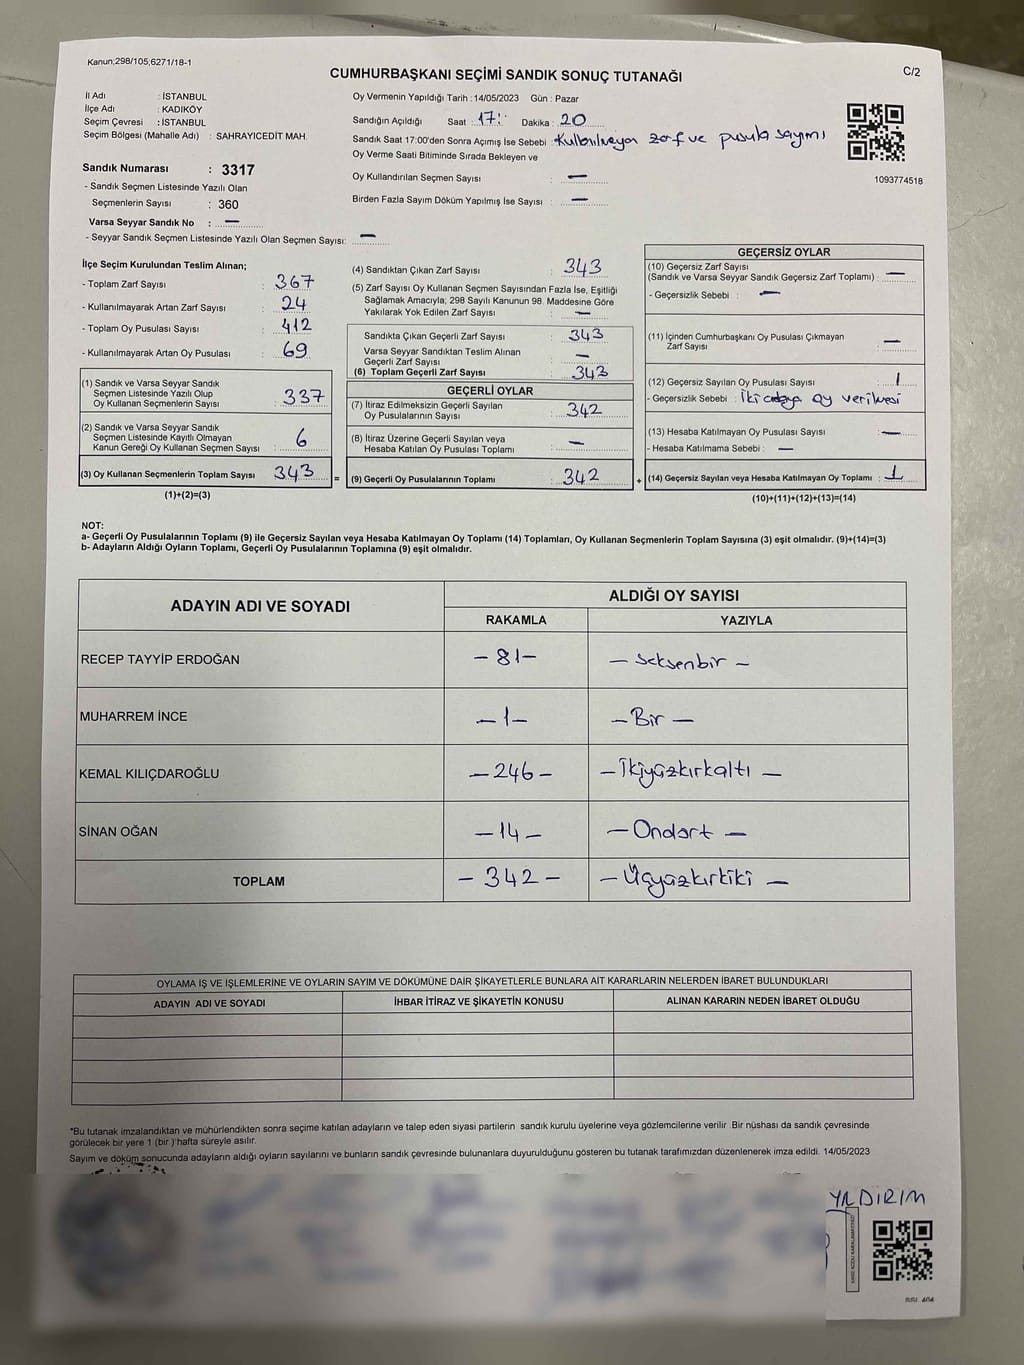 Kanun;298/105,6271/18-1
CUMHURBAŞKANI SEÇİMİ SANDIK SONUÇ TUTANAĞI
C/2
İl Adı : İSTANBUL
İlçe Adı : KADIKÖY
Seçim Çevresi : İSTANBUL
Seçim Bölgesi (Mahalle Adı) : SAHRAYICEDİT MAH.
Sandık Numarası : 3317
- Sandık Seçmen Listesinde Yazılı Olan
Seçmenlerin Sayısı : 360
Varsa Seyyar Sandık No : —
- Seyyar Sandık Seçmen Listesinde Yazılı Olan Seçmen Sayısı: —
Oy Vermenin Yapıldığı Tarih : 14/05/2023 Gün : Pazar
Sandığın Açıldığı Saat : 17 Dakika : 20
Sandık Saat 17:00'den Sonra Açımış İse Sebebi : Kullanılmayan zarf ve pusula sayımı
Oy Verme Saati Bitiminde Sırada Bekleyen ve
Oy Kullandırılan Seçmen Sayısı : —
Birden Fazla Sayım Döküm Yapılmış İse Sayısı : —
1093774518
İlçe Seçim Kurulundan Teslim Alınan;
- Toplam Zarf Sayısı : 367
- Kullanılmayarak Artan Zarf Sayısı : 24
- Toplam Oy Pusulası Sayısı : 412
- Kullanılmayarak Artan Oy Pusulası : 69
(1) Sandık ve Varsa Seyyar Sandık
Seçmen Listesinde Yazılı Olup
Oy Kullanan Seçmenlerin Sayısı : 337
(2) Sandık ve Varsa Seyyar Sandık
Seçmen Listesinde Kayıtlı Olmayan
Kanun Gereği Oy Kullanan Seçmen Sayısı : 6
(3) Oy Kullanan Seçmenlerin Toplam Sayısı : 343 =
(1)+(2)=(3)
(4) Sandıktan Çıkan Zarf Sayısı : 343
(5) Zarf Sayısı Oy Kullanan Seçmen Sayısından Fazla İse, Eşitliği
Sağlamak Amacıyla, 298 Sayılı Kanunun 98. Maddesine Göre
Yakılarak Yok Edilen Zarf Sayısı : —
Sandıkta Çıkan Geçerli Zarf Sayısı : 343
Varsa Seyyar Sandıktan Teslim Alınan
Geçerli Zarf Sayısı : —
(6) Toplam Geçerli Zarf Sayısı : 343
GEÇERLİ OYLAR
(7) İtiraz Edilmeksizin Geçerli Sayılan
Oy Pusulalarının Sayısı : 342
(8) İtiraz Üzerine Geçerli Sayılan veya
Hesaba Katılan Oy Pusulası Toplamı : —
(9) Geçerli Oy Pusulalarının Toplamı : 342 +
GEÇERSİZ OYLAR
(10) Geçersiz Zarf Sayısı
(Sandık ve Varsa Seyyar Sandık Geçersiz Zarf Toplamı) : —
- Geçersizlik Sebebi : —
(11) İçinden Cumhurbaşkanı Oy Pusulası Çıkmayan
Zarf Sayısı : —
(12) Geçersiz Sayılan Oy Pusulası Sayısı : 1
- Geçersizlik Sebebi : İki adaya oy verilmesi
(13) Hesaba Katılmayan Oy Pusulası Sayısı : —
- Hesaba Katılmama Sebebi : —
(14) Geçersiz Sayılan veya Hesaba Katılmayan Oy Toplamı : 1
(10)+(11)+(12)+(13)=(14)
NOT:
a- Geçerli Oy Pusulalarının Toplamı (9) ile Geçersiz Sayılan veya Hesaba Katılmayan Oy Toplamı (14) Toplamları, Oy Kullanan Seçmenlerin Toplam Sayısına (3) eşit olmalıdır. (9)+(14)=(3)
b- Adayların Aldığı Oyların Toplamı, Geçerli Oy Pusulalarının Toplamına (9) eşit olmalıdır.
ADAYIN ADI VE SOYADI
ALDIĞI OY SAYISI
RAKAMLA YAZIYLA
RECEP TAYYİP ERDOĞAN – 81 – – seksenbir –
MUHARREM İNCE – 1 – – Bir –
KEMAL KILIÇDAROĞLU – 246 – – İkiyüzkırkaltı –
SİNAN OĞAN – 14 – – Ondört –
TOPLAM – 342 – – Üçyüzkırkiki –
OYLAMA İŞ VE İŞLEMLERİNE VE OYLARIN SAYIM VE DÖKÜMÜNE DAİR ŞİKAYETLERLE BUNLARA AİT KARARLARIN NELERDEN İBARET BULUNDUKLARI
ADAYIN ADI VE SOYADI İHBAR İTİRAZ VE ŞİKAYETİN KONUSU ALINAN KARARIN NEDEN İBARET OLDUĞU
*Bu tutanak imzalandıktan ve mühürlendikten sonra seçime katılan adayların ve talep eden siyasi partilerin sandık kurulu üyelerine veya gözlemcilerine verilir .Bir nüshası da sandık çevresinde
görülecek bir yere 1 (bir ) hafta süreyle asılır.
Sayım ve döküm sonucunda adayların aldığı oyların sayılarını ve bunların sandık çevresinde bulunanlara duyurulduğunu gösteren bu tutanak tarafımızdan düzenlenerek imza edildi. 14/05/2023
YILDIRIM